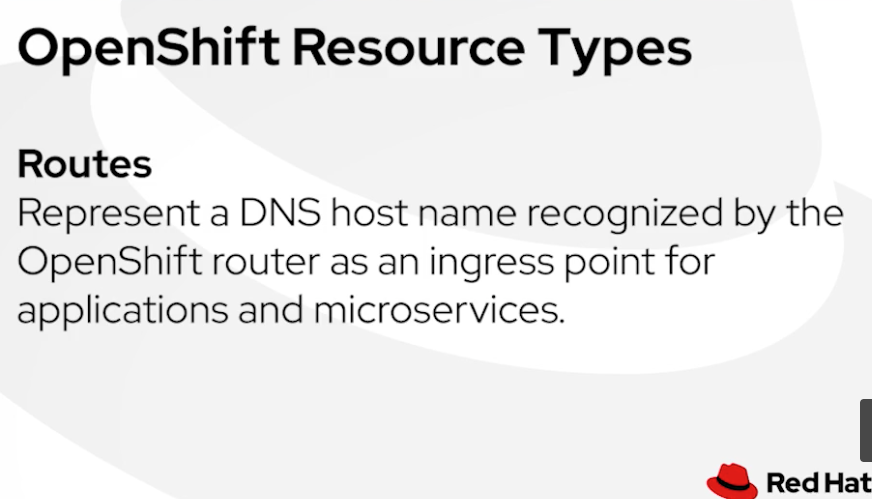 OpenShift Resource Types
Routes
Represent a DNS host name recognized by the
OpenShift router as an ingress point for
applications and microservices.
Red Hat